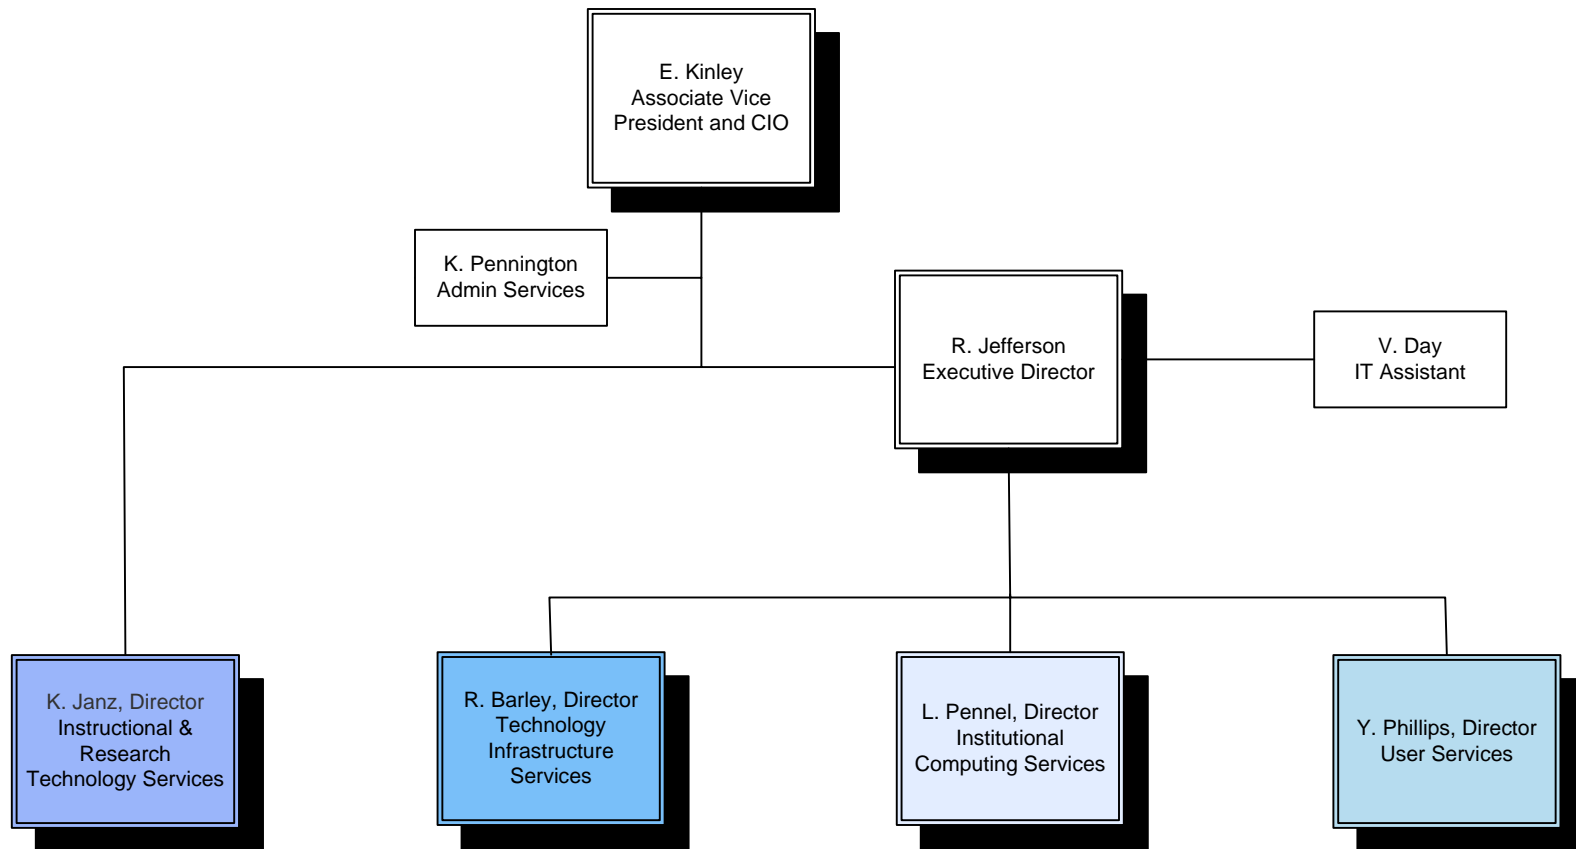 E. Kinley
Associate Vice
President and CIO
K. Pennington
Admin Services
R. Jefferson
Executive Director
V. Day
IT Assistant
K. Janz, Director
Instructional &
Research
Technology Services
R. Barley, Director
Technology
Infrastructure
Services
L. Pennel, Director
Institutional
Computing Services
Y. Phillips, Director
User Services